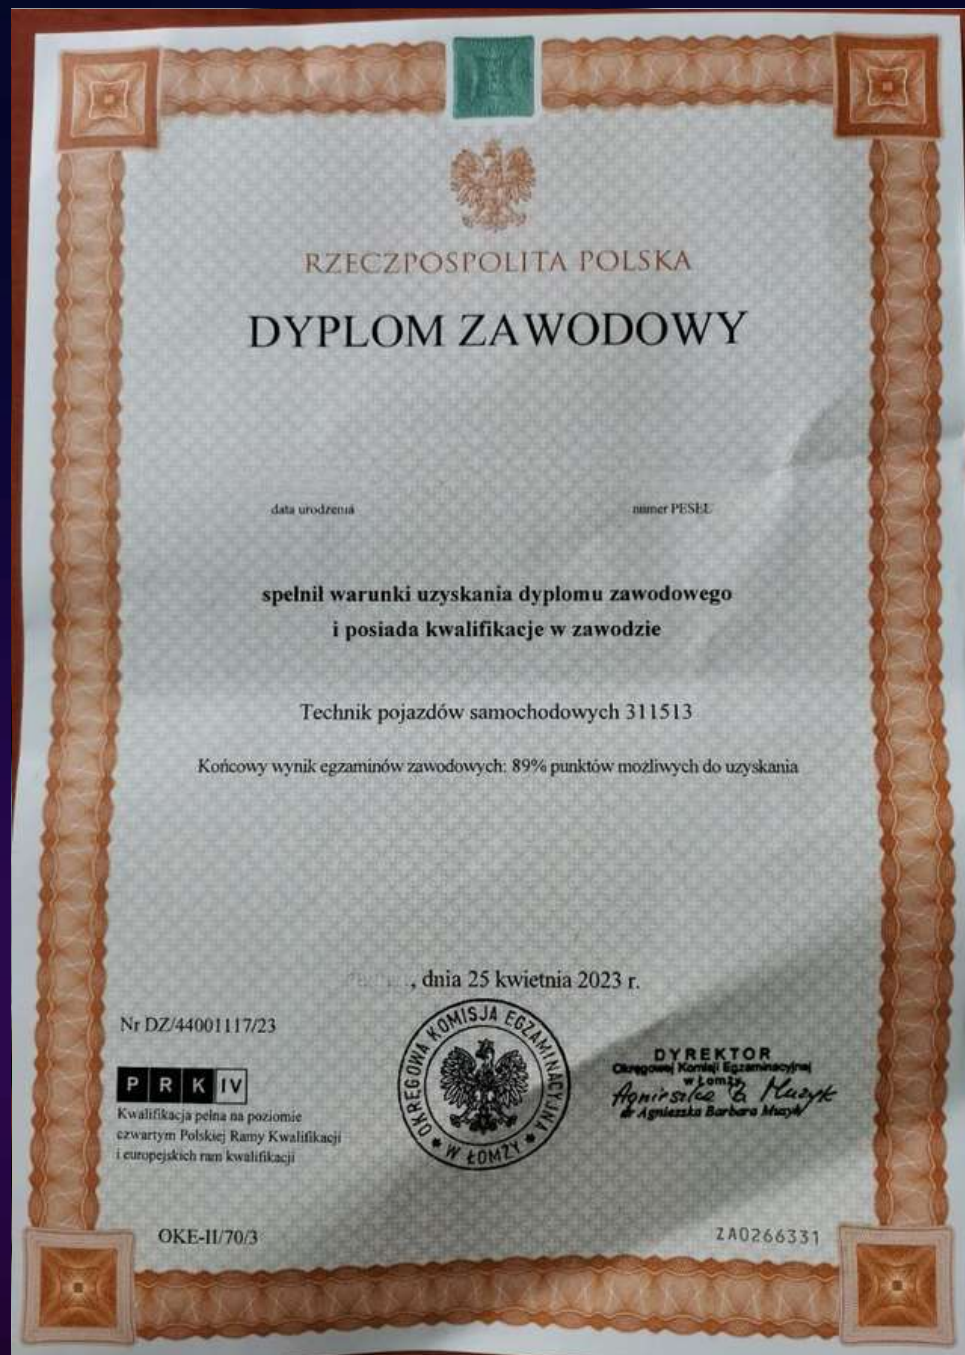 RZECZPOSPOLITA POLSKA
DYPLOM ZAWODOWY
data urodzenia numer PESEL
spełnił warunki uzyskania dyplomu zawodowego
i posiada kwalifikacje w zawodzie
Technik pojazdów samochodowych 311513
Końcowy wynik egzaminów zawodowych: 89% punktów możliwych do uzyskania
, dnia 25 kwietnia 2023 r.
Nr DZ/44001117/23
OKRĘGOWA KOMISJA EGZAMINACYJNA
W ŁOMŻY
DYREKTOR
Okręgowej Komisji Egzaminacyjnej
w Łomży
Agnieszka B Muzyk
dr Agnieszka Barbara Muzyk
PRK IV
Kwalifikacja pełna na poziomie
czwartym Polskiej Ramy Kwalifikacji
i europejskich ram kwalifikacji
OKE-II/70/3
ZA0266331